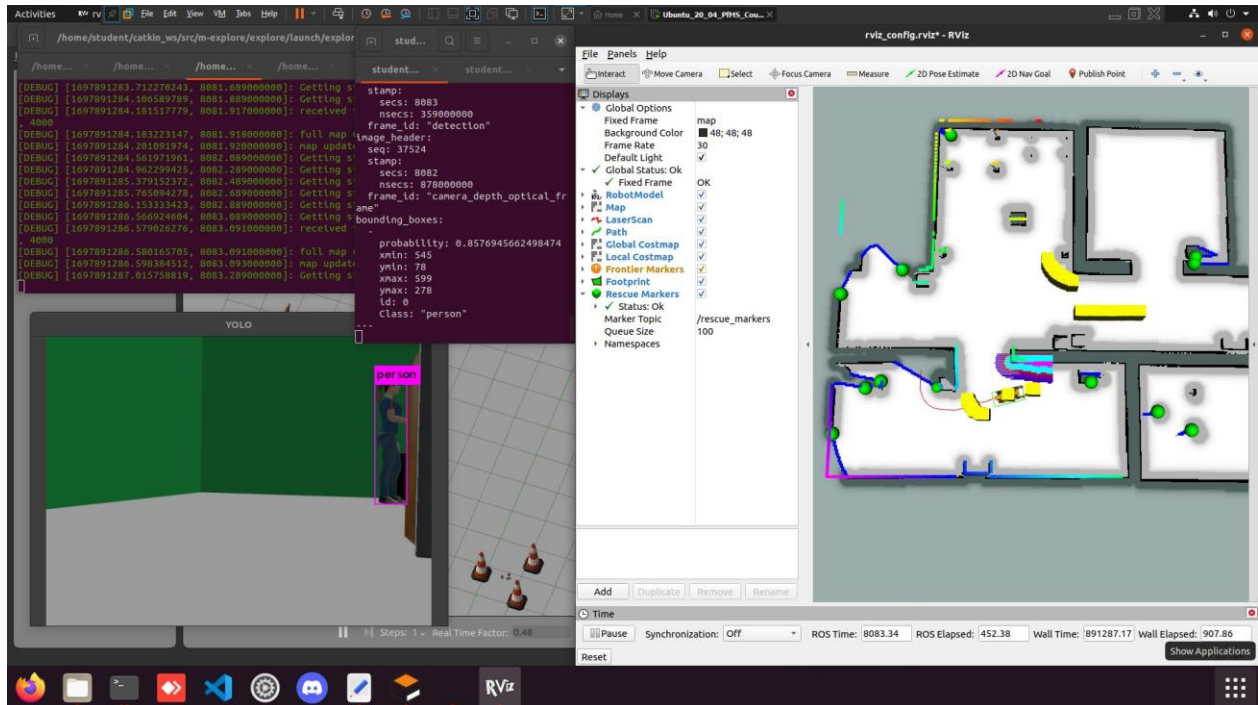 Activities rv File Edit View VM Tabs Help Home Ubuntu_20_04_PfMS_Cou...
/home/student/catkin_ws/src/m-explore/explore/launch/explor
/home... /home... /home... /home...
[DEBUG] [1697891283.712270243, 8081.689000000]: Getting s
[DEBUG] [1697891284.106589789, 8081.889000000]: Getting s
[DEBUG] [1697891284.181517779, 8081.917000000]: received
, 4000
[DEBUG] [1697891284.183223147, 8081.918000000]: full map
[DEBUG] [1697891284.201091974, 8081.920000000]: map updat
[DEBUG] [1697891284.561971961, 8082.089000000]: Getting s
[DEBUG] [1697891284.962299425, 8082.289000000]: Getting s
[DEBUG] [1697891285.379152372, 8082.489000000]: Getting s
[DEBUG] [1697891285.765094278, 8082.689000000]: Getting s
[DEBUG] [1697891286.153333423, 8082.889000000]: Getting s
[DEBUG] [1697891286.566924604, 8083.089000000]: Getting s
[DEBUG] [1697891286.579026276, 8083.091000000]: received
, 4000
[DEBUG] [1697891286.580165765, 8083.091000000]: full map
[DEBUG] [1697891286.598384512, 8083.093000000]: map updat
[DEBUG] [1697891287.015758819, 8083.289000000]: Getting s
stud...
student... student...
stamp:
secs: 8083
nsecs: 359000000
frame_id: "detection"
image_header:
seq: 37524
stamp:
secs: 8082
nsecs: 878000000
frame_id: "camera_depth_optical_fr
ame"
bounding_boxes:
-
probability: 0.8576945662498474
xmin: 545
ymin: 78
xmax: 599
ymax: 278
id: 0
Class: "person"
---
YOLO
person
Steps: 1 Real Time Factor: 0.48
rviz_config.rviz* - RViz
File Panels Help
Interact Move Camera Select Focus Camera Measure 2D Pose Estimate 2D Nav Goal Publish Point
Displays
Global Options
Fixed Frame map
Background Color 48; 48; 48
Frame Rate 30
Default Light
Global Status: Ok
Fixed Frame OK
RobotModel
Map
LaserScan
Path
Global Costmap
Local Costmap
Frontier Markers
Footprint
Rescue Markers
Status: Ok
Marker Topic /rescue_markers
Queue Size 100
Namespaces
Add Duplicate Remove Rename
Time
Pause Synchronization: Off ROS Time: 8083.34 ROS Elapsed: 452.38 Wall Time: 891287.17 Wall Elapsed: 907.86
Reset
Show Applications
RViz